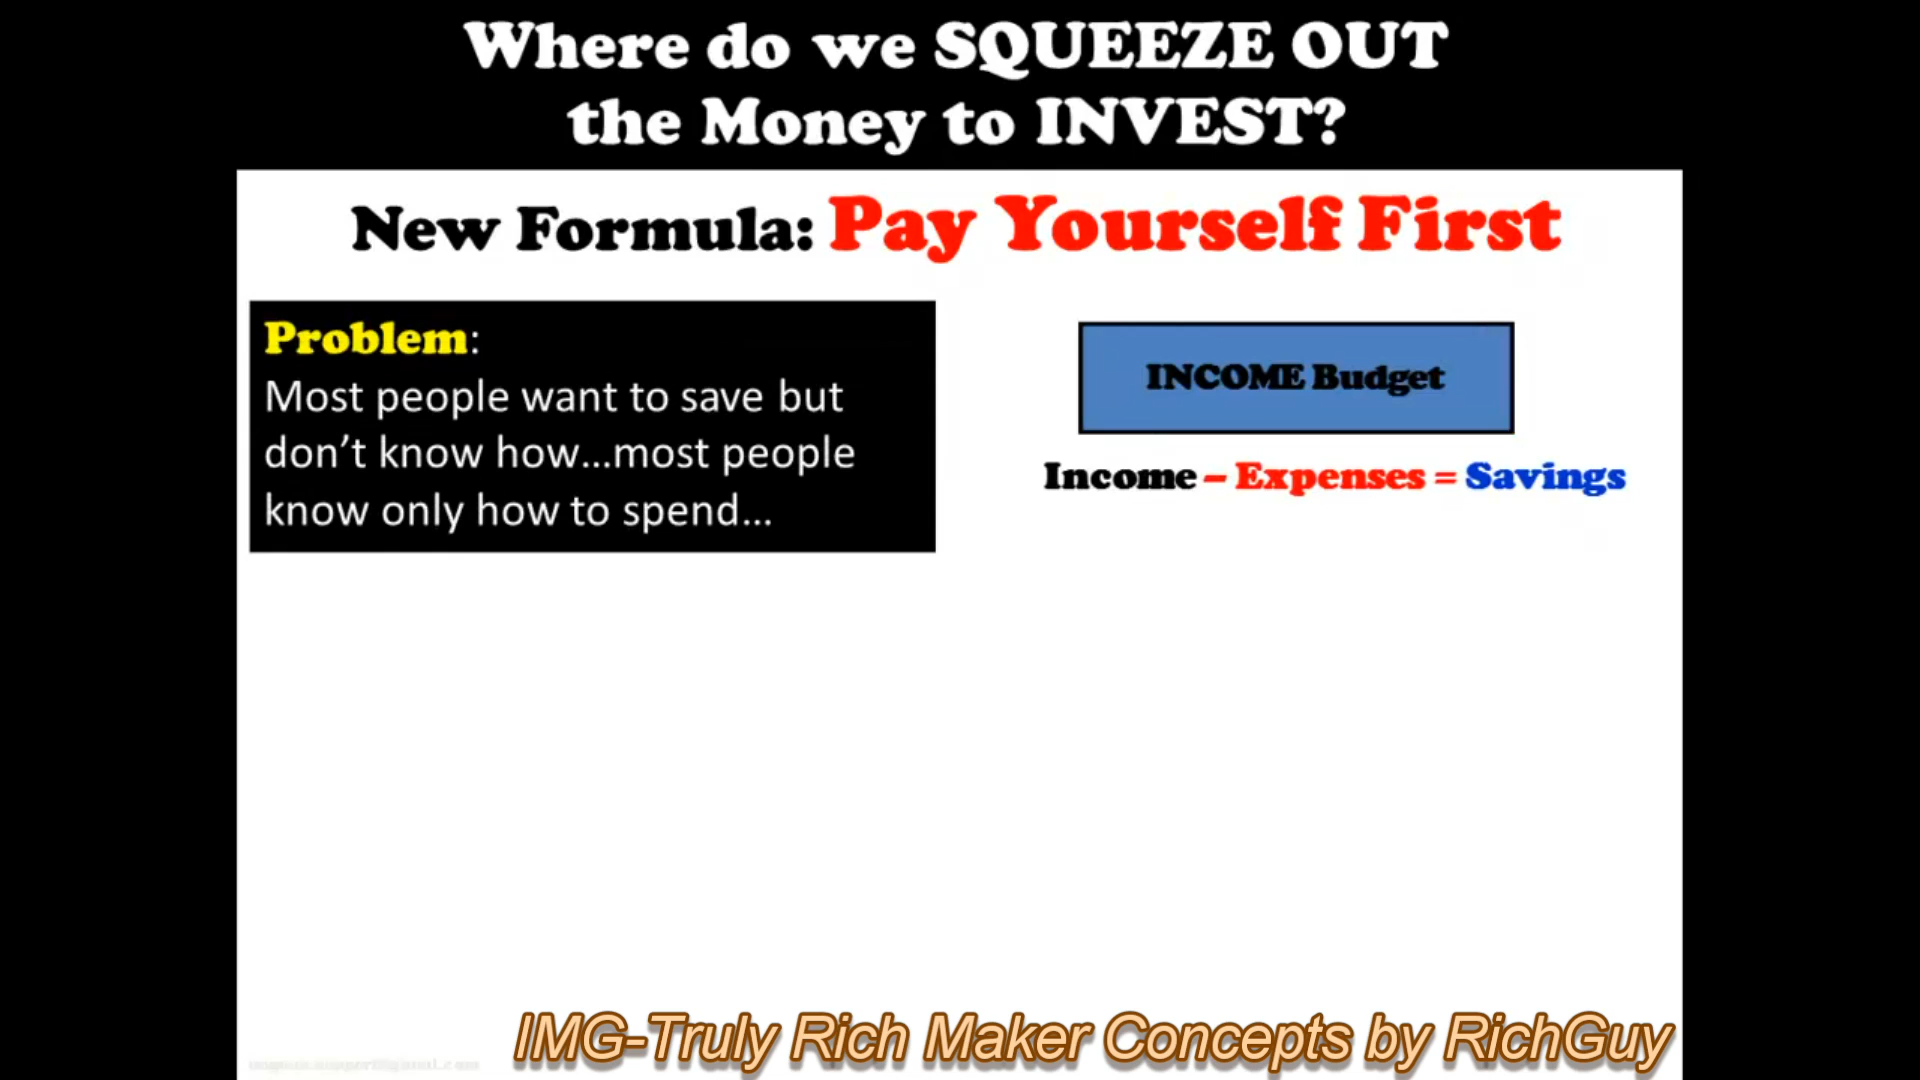 Where do we SQUEEZE OUT
the Money to INVEST?
New Formula: Pay Yourself First
Problem:
Most people want to save but
don't know how...most people
know only how to spend...
INCOME Budget
Income – Expenses = Savings
IMG-Truly Rich Maker Concepts by RichGuy